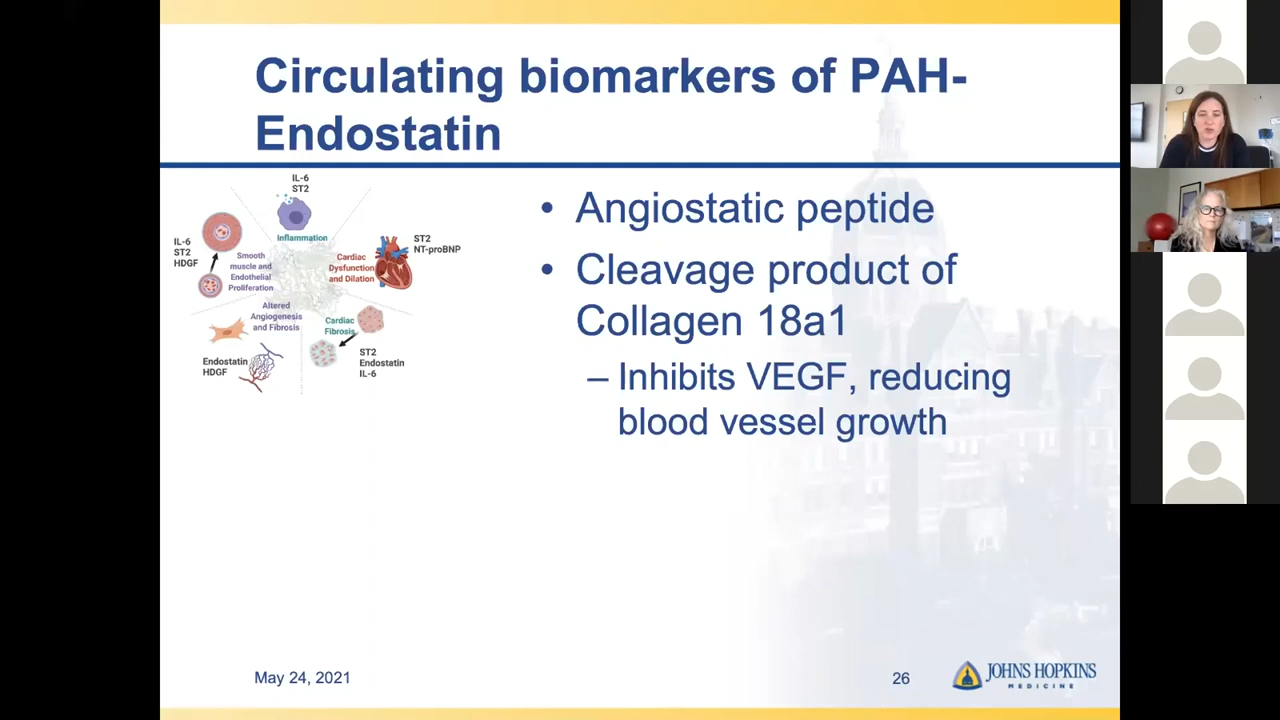 Circulating biomarkers of PAH-
Endostatin
IL-6
ST2
Inflammation
ST2
NT-proBNP
Cardiac
Dysfunction
and Dilation
IL-6
ST2
HDGF
Smooth
muscle and
Endothelial
Proliferation
Altered
Angiogenesis
and Fibrosis
Cardiac
Fibrosis
Endostatin
HDGF
ST2
Endostatin
IL-6
• Angiostatic peptide
• Cleavage product of
Collagen 18a1
– Inhibits VEGF, reducing
blood vessel growth
May 24, 2021
26
JOHNS HOPKINS
MEDICINE